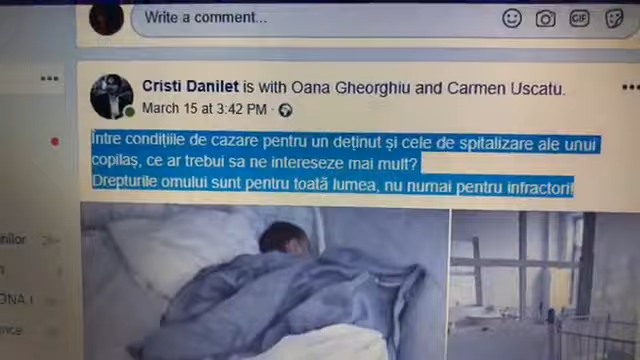 Write a comment...
GIF
Cristi Danilet is with Oana Gheorghiu and Carmen Uscatu.
March 15 at 3:42 PM ·
Intre condițiile de cazare pentru un deținut și cele de spitalizare ale unui
copilaș, ce ar trebui sa ne intereseze mai mult?
Drepturile omului sunt pentru toată lumea, nu numai pentru infractori!